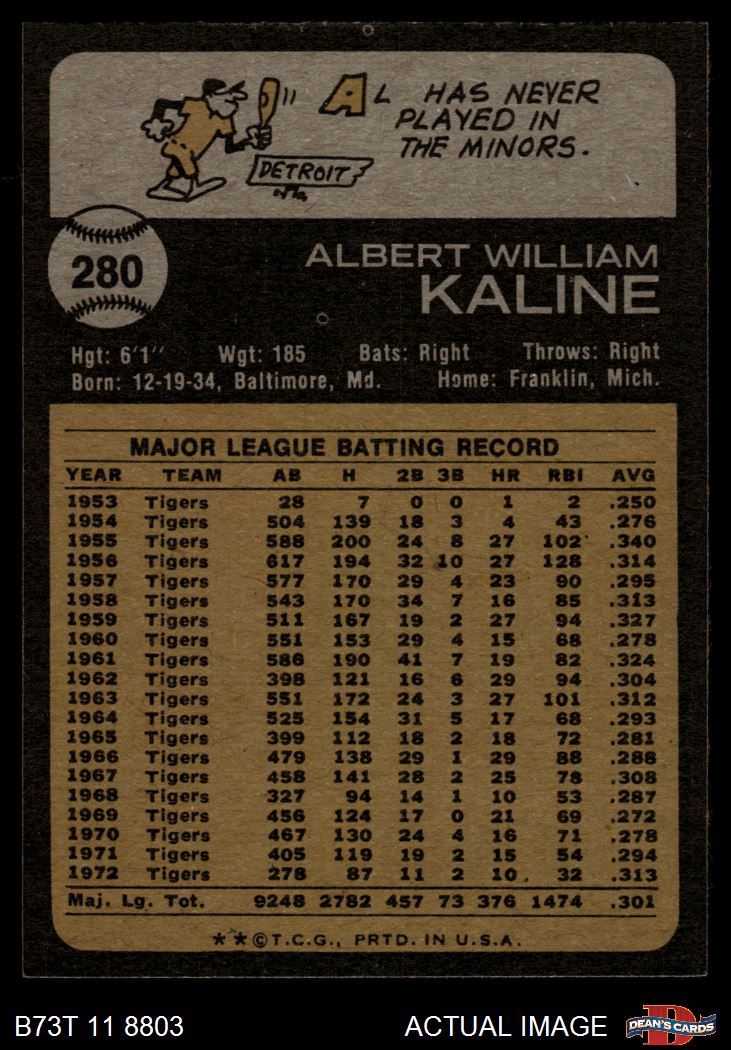 AL HAS NEVER
PLAYED IN
THE MINORS.
DETROIT
280
ALBERT WILLIAM
KALINE
Hgt: 6'1" Wgt: 185 Bats: Right Throws: Right
Born: 12-19-34, Baltimore, Md. Home: Franklin, Mich.
MAJOR LEAGUE BATTING RECORD
YEAR TEAM AB H 2B 3B HR RBI AVG
1953 Tigers 28 7 0 0 1 2 .250
1954 Tigers 504 139 18 3 4 43 .276
1955 Tigers 588 200 24 8 27 102 .340
1956 Tigers 617 194 32 10 27 128 .314
1957 Tigers 577 170 29 4 23 90 .295
1958 Tigers 543 170 34 7 16 85 .313
1959 Tigers 511 167 19 2 27 94 .327
1960 Tigers 551 153 29 4 15 68 .278
1961 Tigers 586 190 41 7 19 82 .324
1962 Tigers 398 121 16 6 29 94 .304
1963 Tigers 551 172 24 3 27 101 .312
1964 Tigers 525 154 31 5 17 68 .293
1965 Tigers 399 112 18 2 18 72 .281
1966 Tigers 479 138 29 1 29 88 .288
1967 Tigers 458 141 28 2 25 78 .308
1968 Tigers 327 94 14 1 10 53 .287
1969 Tigers 456 124 17 0 21 69 .272
1970 Tigers 467 130 24 4 16 71 .278
1971 Tigers 405 119 19 2 15 54 .294
1972 Tigers 278 87 11 2 10 32 .313
Maj. Lg. Tot. 9248 2782 457 73 376 1474 .301
**©T.C.G., PRTD. IN U.S.A.
B73T 11 8803 ACTUAL IMAGE
D
DEAN'S CARDS